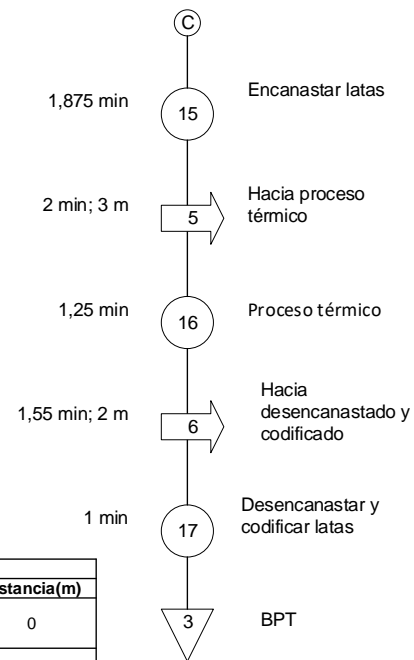 C
1,875 min
15
Encanastar latas
2 min; 3 m
5
Hacia proceso
térmico
1,25 min
16
Proceso térmico
1,55 min; 2 m
6
Hacia
desencanastado y
codificado
1 min
17
Desencanastar y
codificar latas
stancia(m)
0
3
BPT